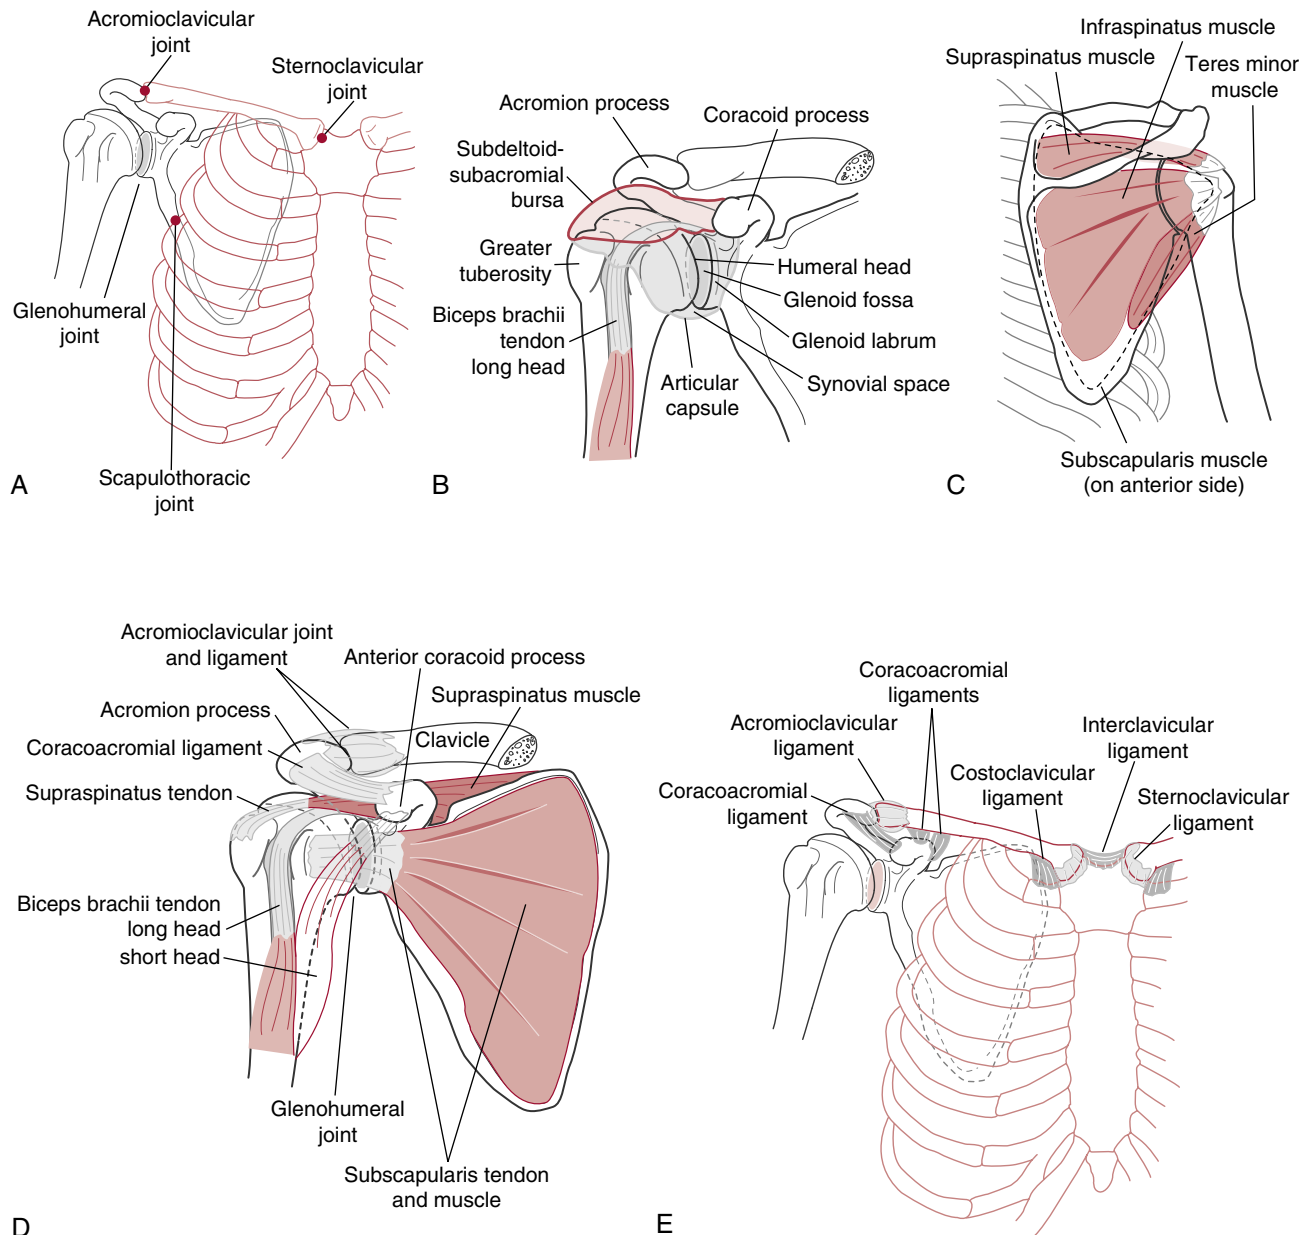 Acromioclavicular
joint
Sternoclavicular
joint
Glenohumeral
joint
Scapulothoracic
joint
A
Acromion process
Coracoid process
Subdeltoid-
subacromial
bursa
Greater
tuberosity
Biceps brachii
tendon
long head
Humeral head
Glenoid fossa
Glenoid labrum
Synovial space
Articular
capsule
B
Infraspinatus muscle
Supraspinatus muscle
Teres minor
muscle
Subscapularis muscle
(on anterior side)
C
Acromioclavicular joint
and ligament
Anterior coracoid process
Supraspinatus muscle
Acromion process
Clavicle
Coracoacromial ligament
Supraspinatus tendon
Biceps brachii tendon
long head
short head
Glenohumeral
joint
Subscapularis tendon
and muscle
D
Coracoacromial
ligaments
Acromioclavicular
ligament
Interclavicular
ligament
Costoclavicular
ligament
Coracoacromial
ligament
Sternoclavicular
ligament
E